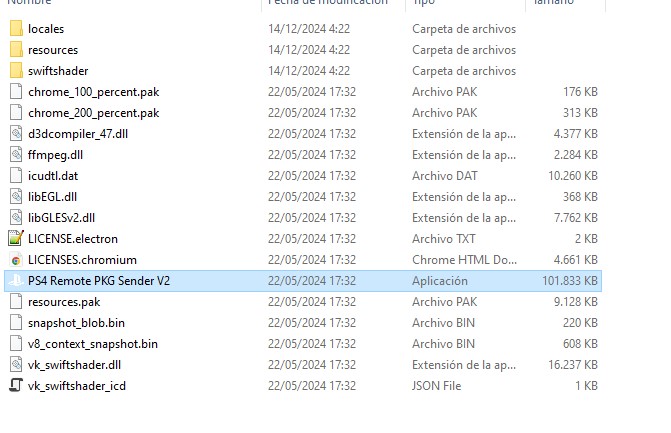 Nombre Fecha de modificación Tipo Tamaño
locales 14/12/2024 4:22 Carpeta de archivos
resources 14/12/2024 4:22 Carpeta de archivos
swiftshader 14/12/2024 4:22 Carpeta de archivos
chrome_100_percent.pak 22/05/2024 17:32 Archivo PAK 176 KB
chrome_200_percent.pak 22/05/2024 17:32 Archivo PAK 313 KB
d3dcompiler_47.dll 22/05/2024 17:32 Extensión de la ap... 4.377 KB
ffmpeg.dll 22/05/2024 17:32 Extensión de la ap... 2.284 KB
icudtl.dat 22/05/2024 17:32 Archivo DAT 10.260 KB
libEGL.dll 22/05/2024 17:32 Extensión de la ap... 368 KB
libGLESv2.dll 22/05/2024 17:32 Extensión de la ap... 7.762 KB
LICENSE.electron 22/05/2024 17:32 Archivo TXT 2 KB
LICENSES.chromium 22/05/2024 17:32 Chrome HTML Do... 4.661 KB
PS4 Remote PKG Sender V2 22/05/2024 17:32 Aplicación 101.833 KB
resources.pak 22/05/2024 17:32 Archivo PAK 9.128 KB
snapshot_blob.bin 22/05/2024 17:32 Archivo BIN 220 KB
v8_context_snapshot.bin 22/05/2024 17:32 Archivo BIN 608 KB
vk_swiftshader.dll 22/05/2024 17:32 Extensión de la ap... 16.237 KB
vk_swiftshader_icd 22/05/2024 17:32 JSON File 1 KB